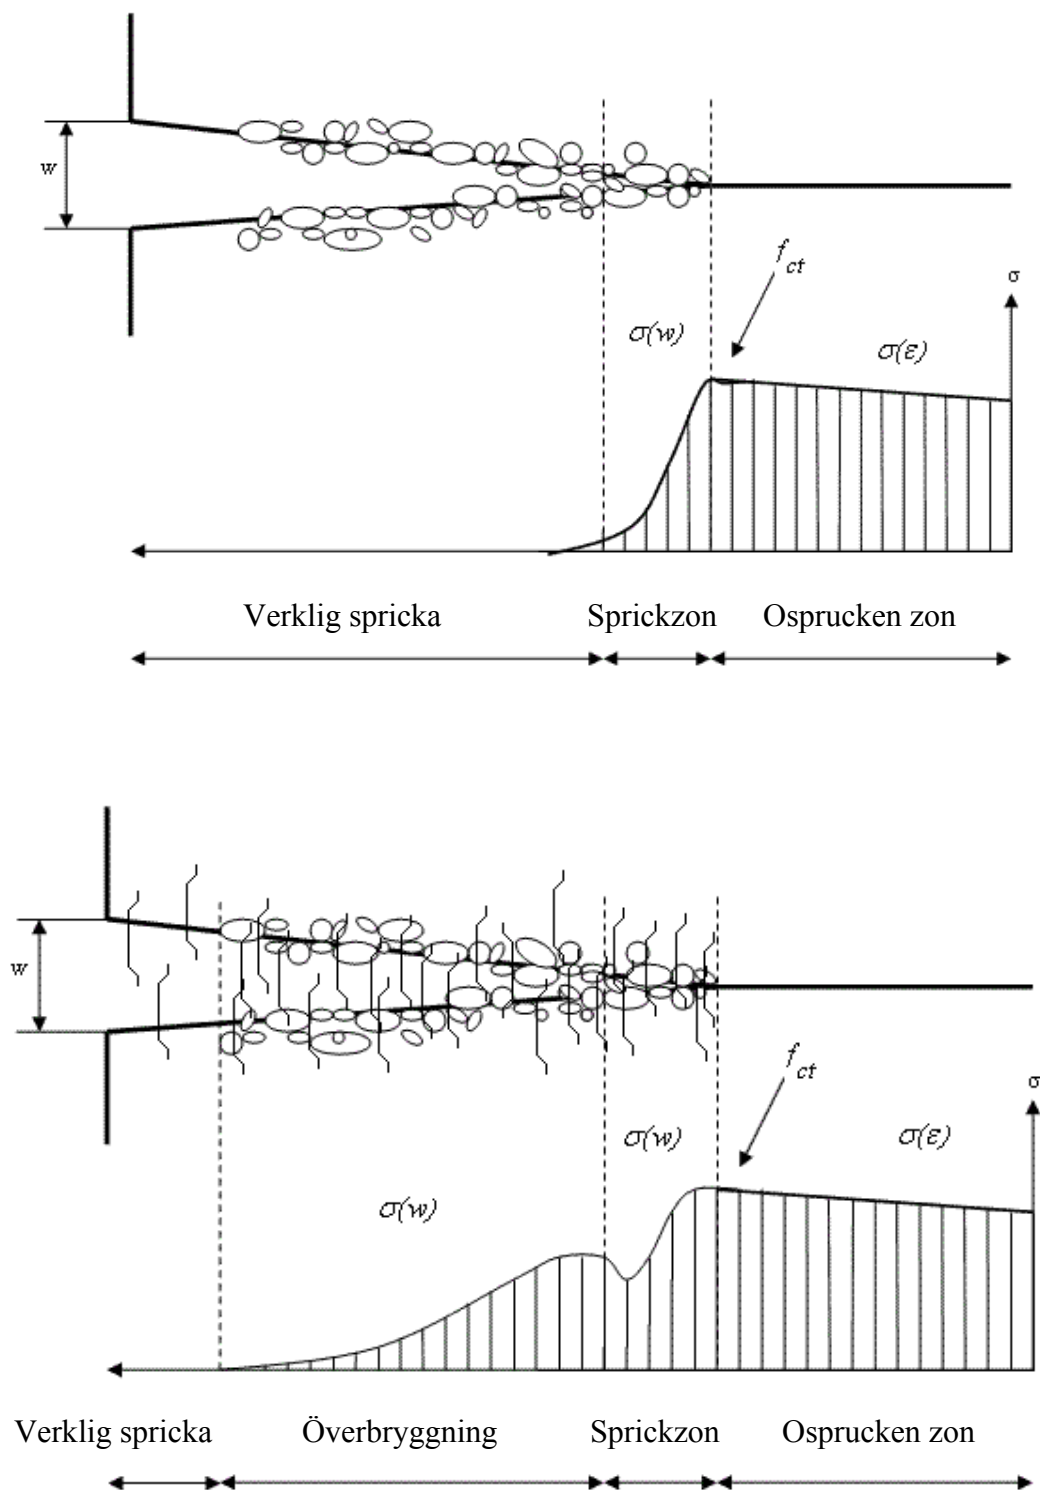 w
f_ct
σ
σ(w)
σ(ε)
Verklig spricka Sprickzon Osprucken zon
w
f_ct
σ
σ(w)
σ(ε)
σ(w)
Verklig spricka Överbryggning Sprickzon Osprucken zon